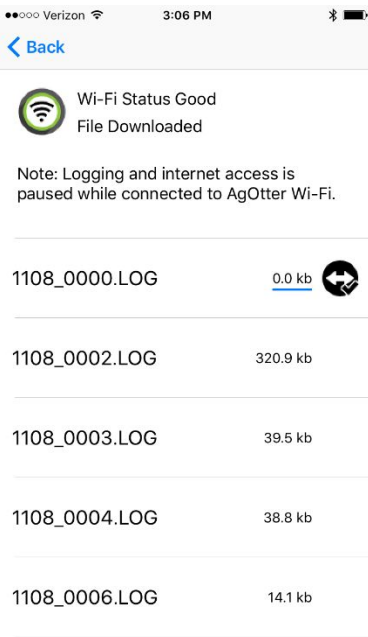 Verizon 3:06 PM
Back
Wi-Fi Status Good
File Downloaded
Note: Logging and internet access is
paused while connected to AgOtter Wi-Fi.
1108_0000.LOG 0.0 kb
1108_0002.LOG 320.9 kb
1108_0003.LOG 39.5 kb
1108_0004.LOG 38.8 kb
1108_0006.LOG 14.1 kb